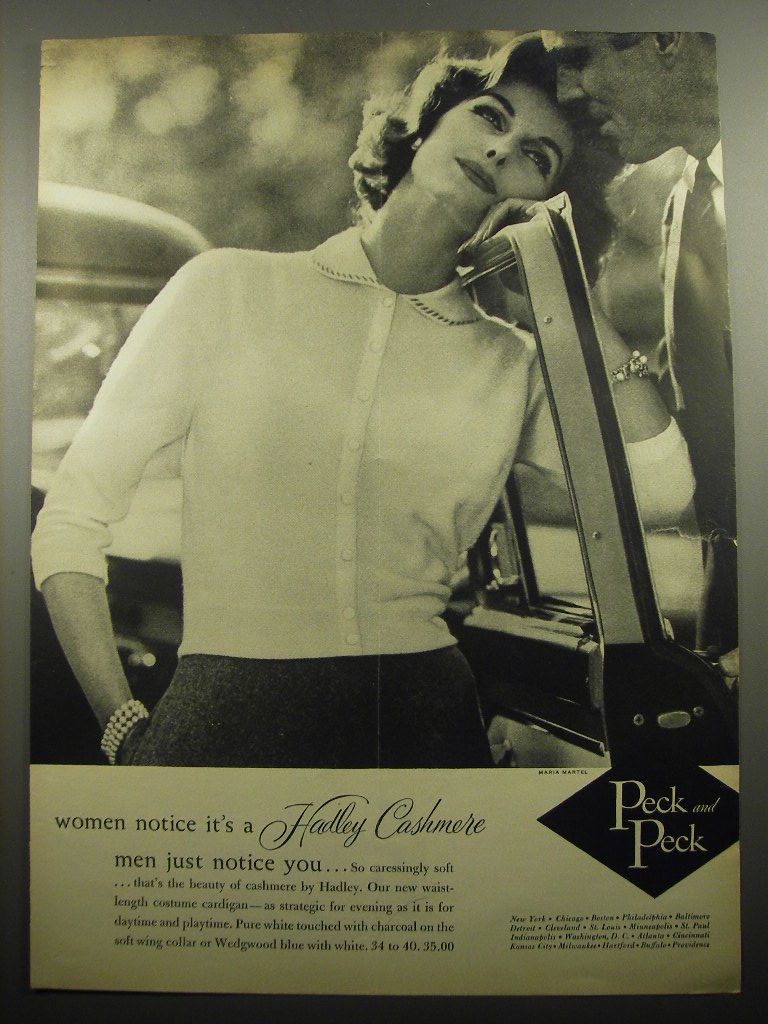 MARIA MARTEL
women notice it's a Hadley Cashmere
men just notice you... So caressingly soft
...that's the beauty of cashmere by Hadley. Our new waist-
length costume cardigan—as strategic for evening as it is for
daytime and playtime. Pure white touched with charcoal on the
soft wing collar or Wedgwood blue with white. 34 to 40. 35.00
Peck and
Peck
New York • Chicago • Boston • Philadelphia • Baltimore
Detroit • Cleveland • St. Louis • Minneapolis • St. Paul
Indianapolis • Washington, D. C. • Atlanta • Cincinnati
Kansas City • Milwaukee • Hartford • Buffalo • Providence